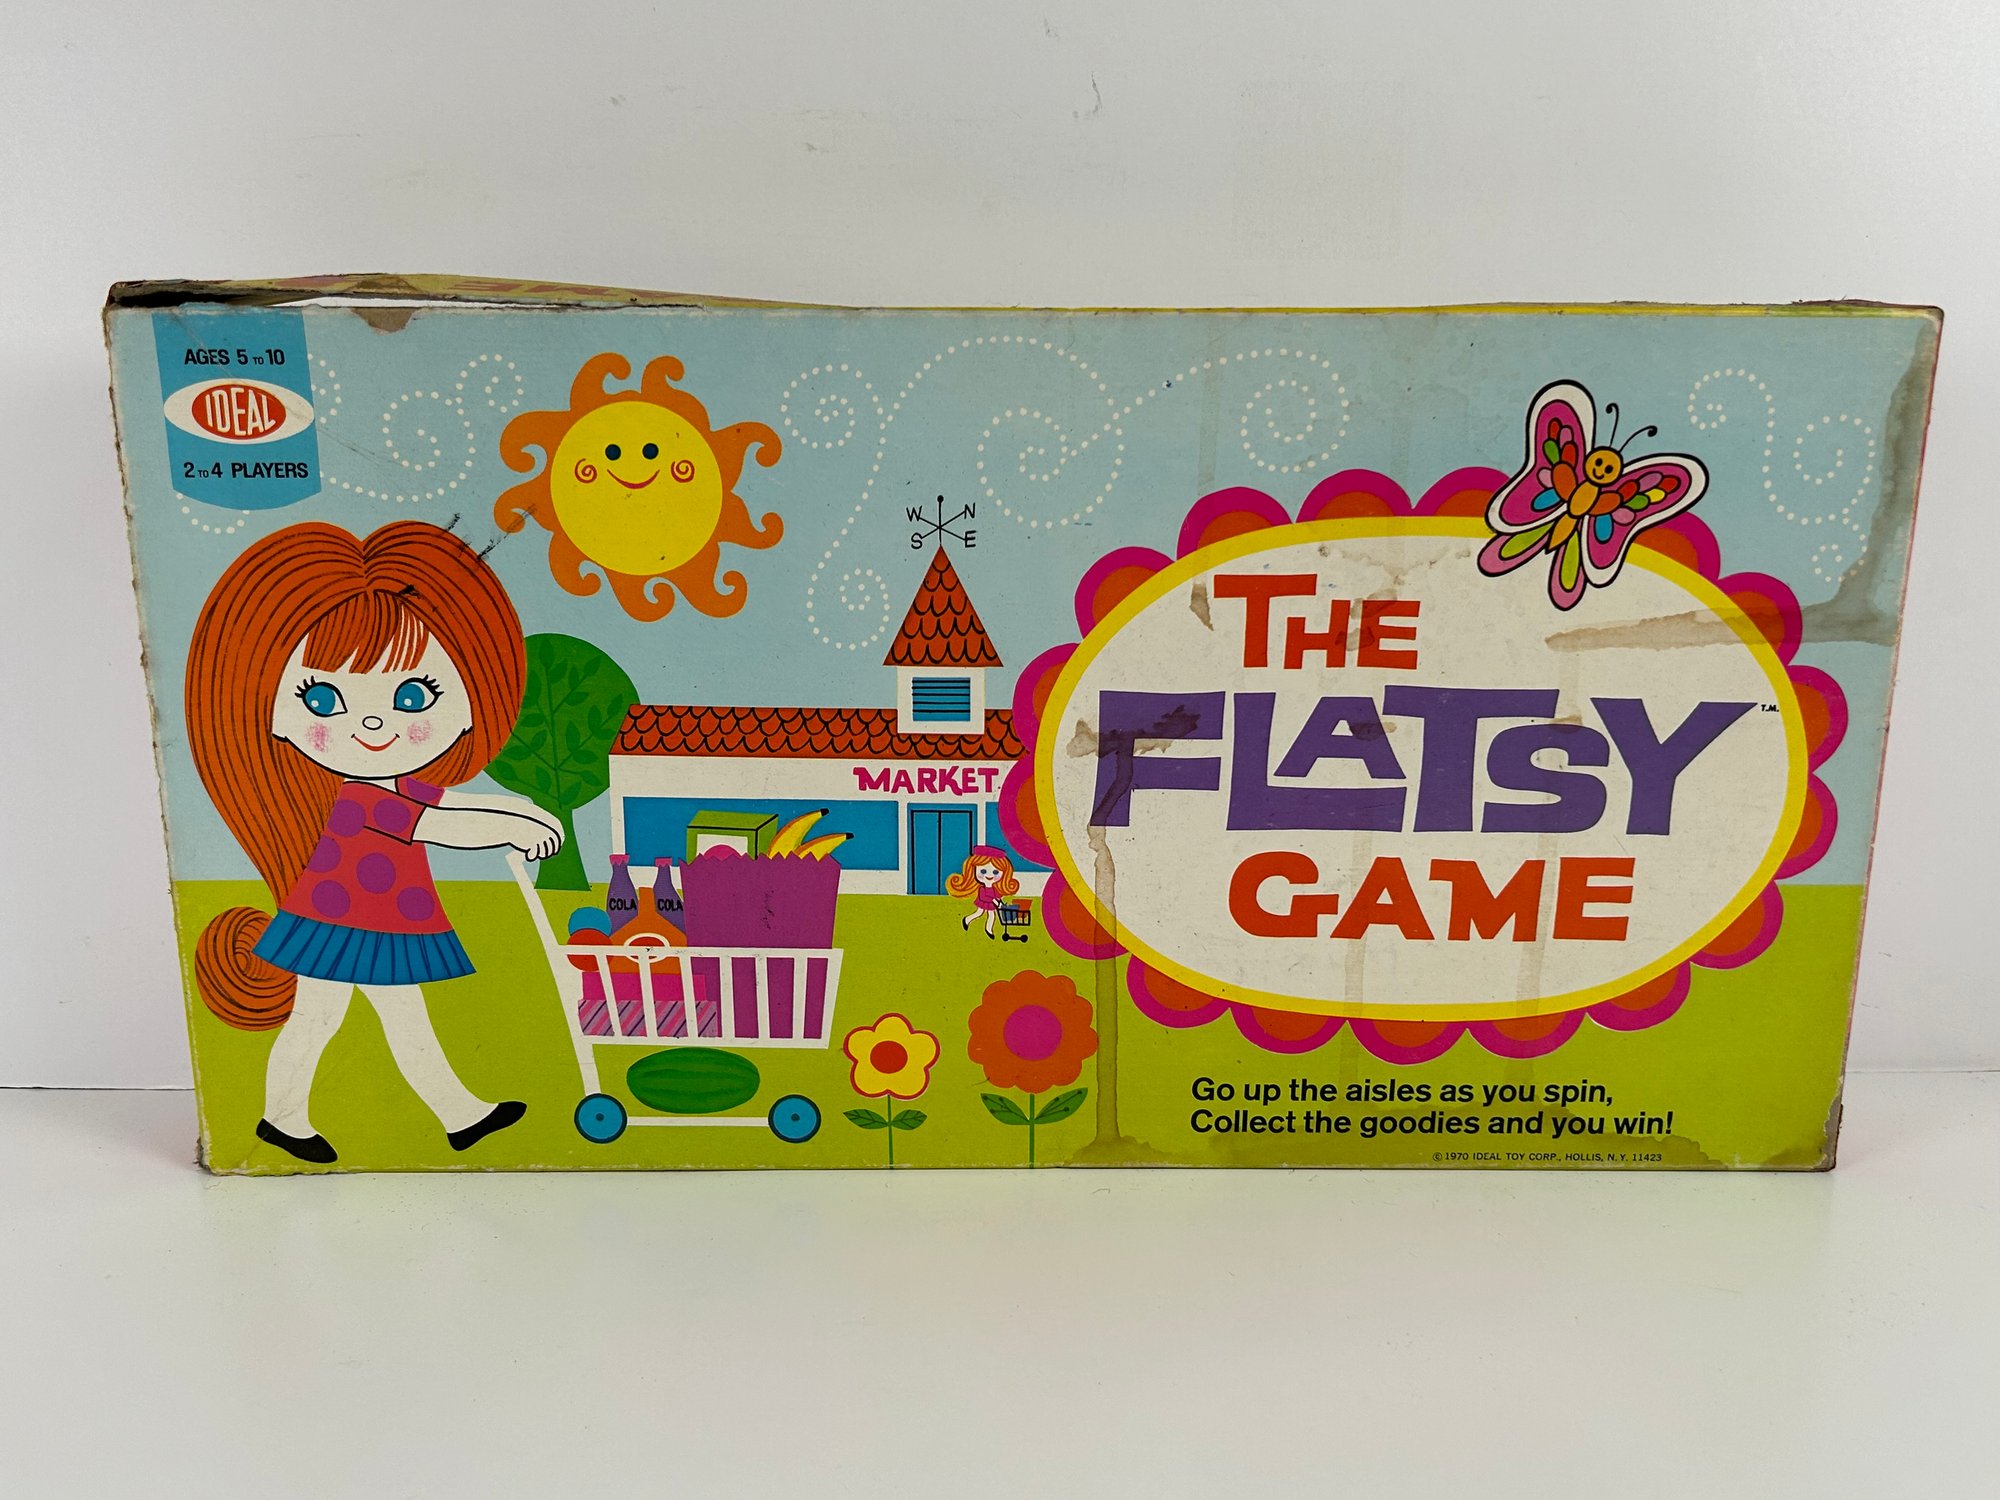 AGES 5 TO 10
IDEAL
2 TO 4 PLAYERS
W N
S E
MARKET
COLA COLA
THE
FLATSY T.M.
GAME
Go up the aisles as you spin,
Collect the goodies and you win!
© 1970 IDEAL TOY CORP., HOLLIS, N.Y. 11423